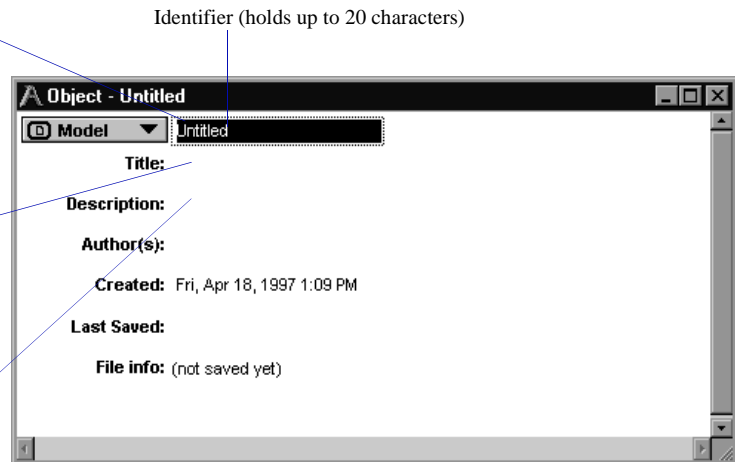 Identifier (holds up to 20 characters)
Object - Untitled
Model Untitled
Title:
Description:
Author(s):
Created: Fri, Apr 18, 1997 1:09 PM
Last Saved:
File info: (not saved yet)